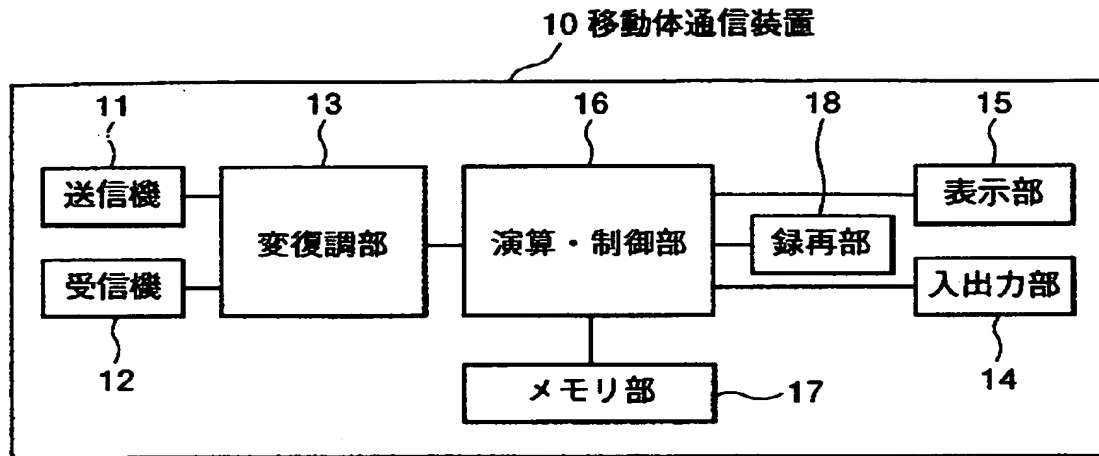 10 移動体通信装置
11
13
16
18
15
送信機
変復調部
演算・制御部
録再部
表示部
受信機
入出力部
12
メモリ部
17
14